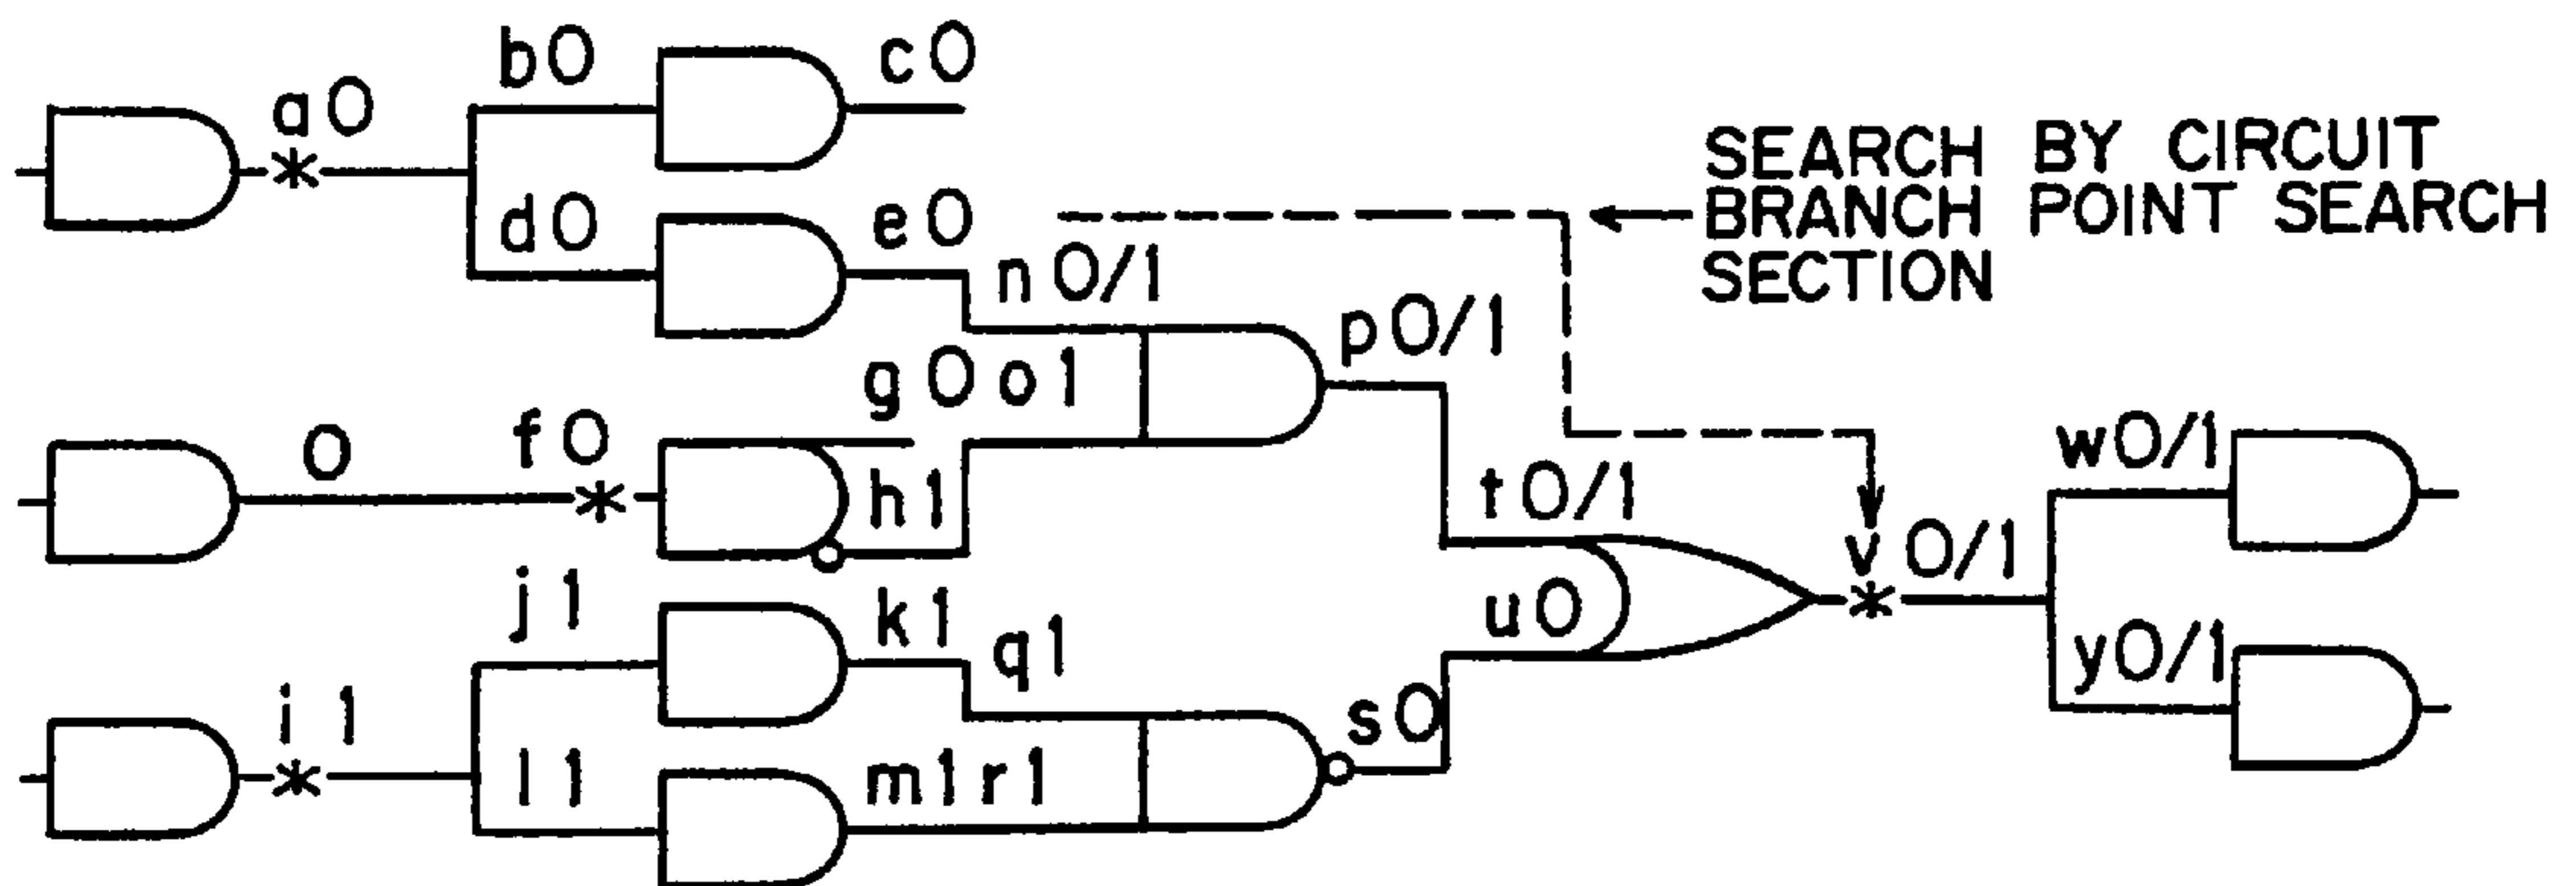 b0
c0
a0
SEARCH BY CIRCUIT
BRANCH POINT SEARCH
SECTION
d0
e0
n0/1
p0/1
g0 o1
0
f0
h1
t0/1
v 0/1
w0/1
j1
k1
q1
u0
y0/1
i1
l1
m1 r1
s0